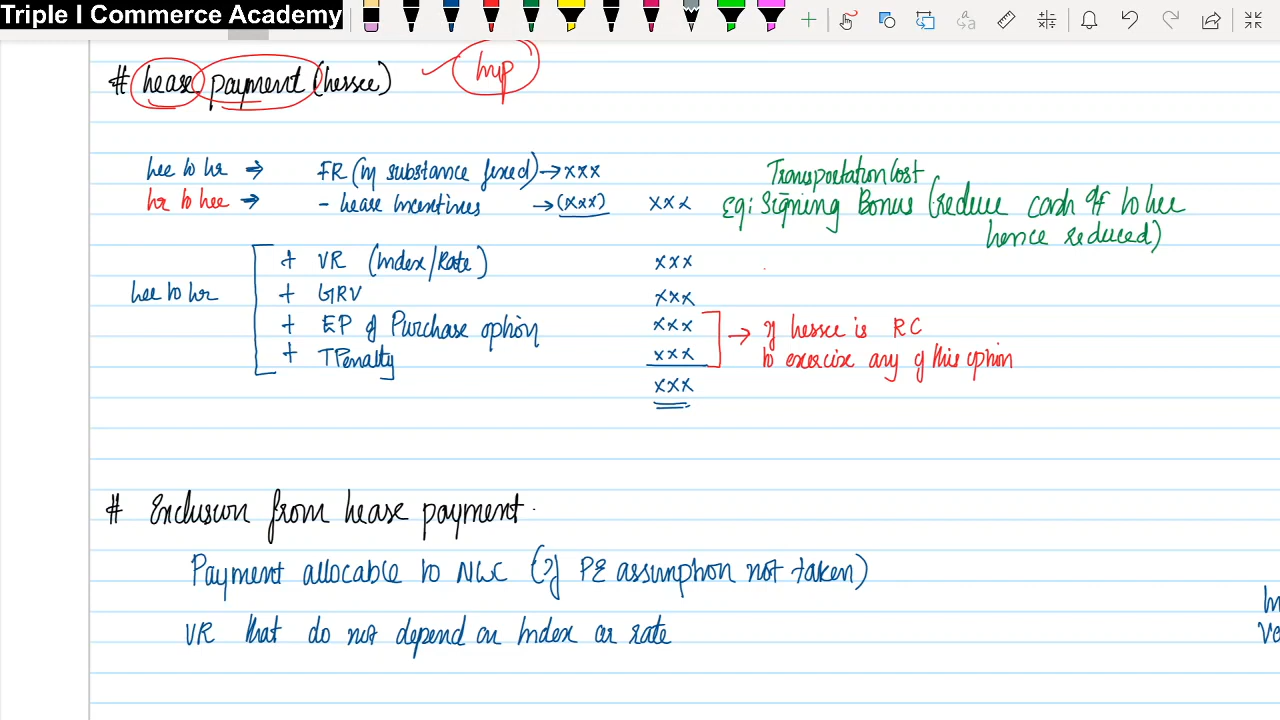 Triple I Commerce Academy
# Lease payment (Lessee) ✓ Imp
Lee to Lr ⇒ FR (In substance fixed) → xxx
Transportation Cost
Lr to Lee ⇒ - Lease Incentives → (xxx) xxx Eg: Signing Bonus (reduce cash of to Lee
hence reduced)
+ VR (Index/Rate) xxx
Lee to Lr + GRV xxx
+ EP of Purchase option xxx → If Lessee is RC
+ TPenalty xxx to exercise any of this option
xxx
# Exclusion from Lease payment.
Payment allocable to NLC (If PE assumption not taken)
VR that do not depend on Index or rate